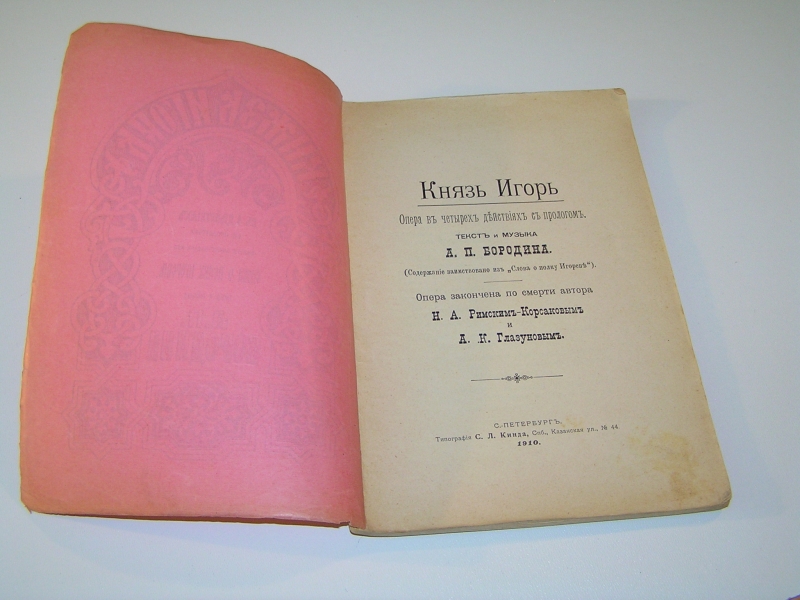 Князь Игорь
Опера въ четырехъ дѣйствіяхъ съ прологомъ.
ТЕКСТЪ и МУЗЫКА
А. П. БОРОДИНА.
(Содержаніе заимствовано изъ „Слова о полку Игоревѣ“).
Опера закончена по смерти автора
Н. А. Римскимъ-Корсаковымъ
и
А. К. Глазуновымъ.
С.-ПЕТЕРБУРГЪ.
Типографія С. Л. Кинда, Спб., Казанская ул., № 44.
1910.